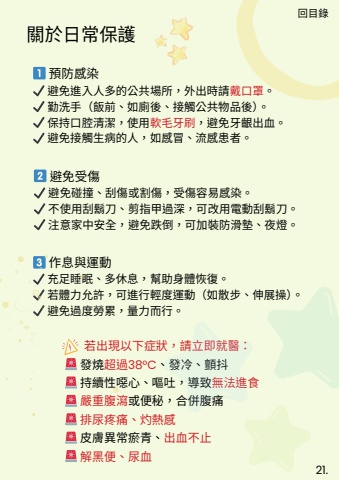 回目錄
關於日常保護
1 預防感染
✓ 避免進入人多的公共場所，外出時請戴口罩。
✓ 勤洗手（飯前、如廁後、接觸公共物品後）。
✓ 保持口腔清潔，使用軟毛牙刷，避免牙齦出血。
✓ 避免接觸生病的人，如感冒、流感患者。
2 避免受傷
✓ 避免碰撞、刮傷或割傷，受傷容易感染。
✓ 不使用刮鬍刀、剪指甲過深，可改用電動刮鬍刀。
✓ 注意家中安全，避免跌倒，可加裝防滑墊、夜燈。
3 作息與運動
✓ 充足睡眠、多休息，幫助身體恢復。
✓ 若體力允許，可進行輕度運動（如散步、伸展操）。
✓ 避免過度勞累，量力而行。
若出現以下症狀，請立即就醫：
發燒超過38°C、發冷、顫抖
持續性噁心、嘔吐，導致無法進食
嚴重腹瀉或便秘，合併腹痛
排尿疼痛、灼熱感
皮膚異常瘀青、出血不止
解黑便、尿血
21.